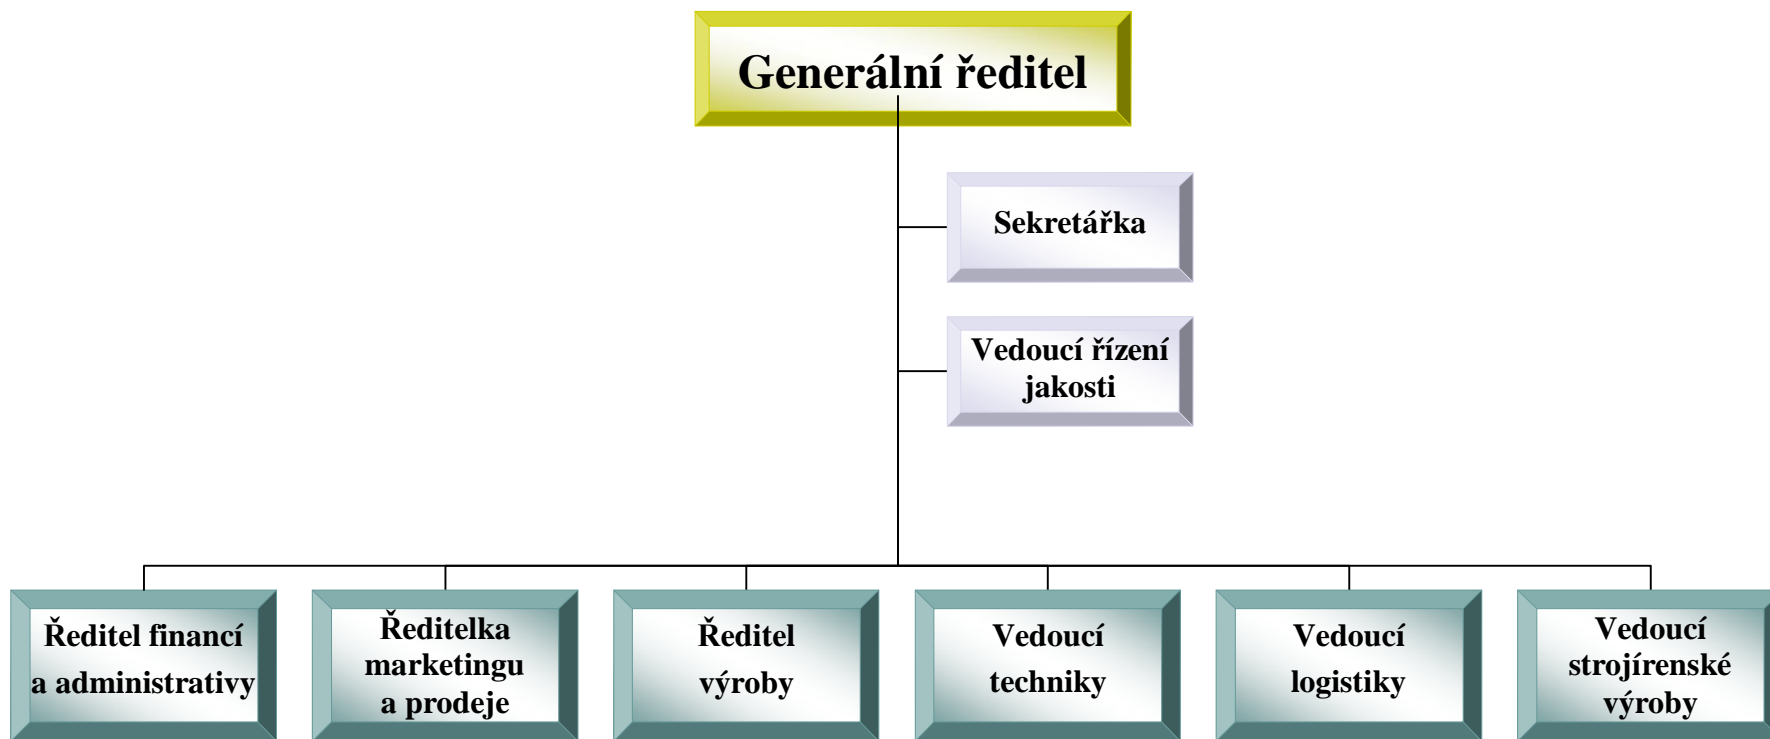 Generální ředitel
Sekretářka
Vedoucí řízení
jakosti
Ředitel financí
a administrativy
Ředitelka
marketingu
a prodeje
Ředitel
výroby
Vedoucí
techniky
Vedoucí
logistiky
Vedoucí
strojírenské
výroby